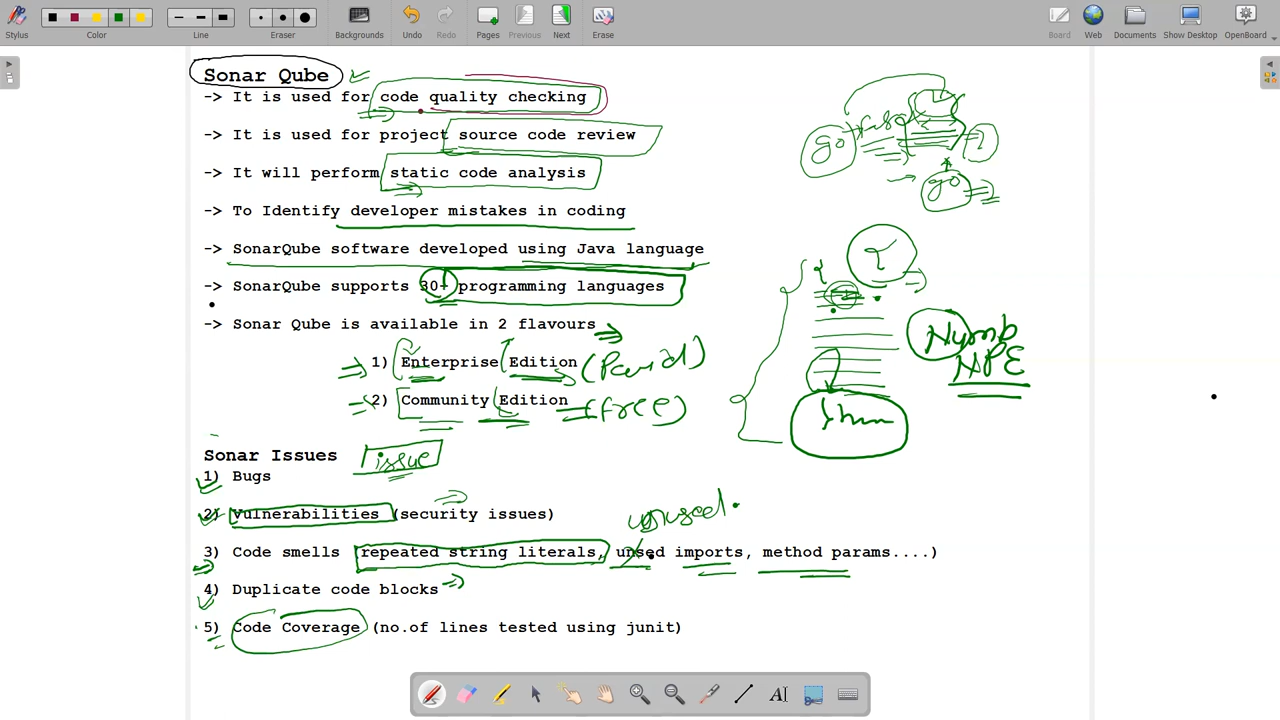 Stylus
Color
Line
Eraser
Backgrounds
Undo
Redo
Pages
Previous
Next
Erase
Board
Web
Documents
Show Desktop
OpenBoard
Sonar Qube
-> It is used for code quality checking
-> It is used for project source code review
-> It will perform static code analysis
-> To Identify developer mistakes in coding
-> SonarQube software developed using Java language
-> SonarQube supports 30+ programming languages
-> Sonar Qube is available in 2 flavours
1) Enterprise Edition
2) Community Edition (free)
Sonar Issues issue
1) Bugs
2) Vulnerabilities (security issues)
unused
3) Code smells repeated string literals, unsed imports, method params....)
4) Duplicate code blocks
5) Code Coverage (no.of lines tested using junit)
go
go
NPE